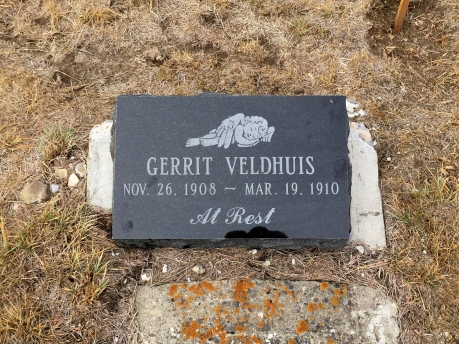 GERRIT VELDHUIS
NOV. 26, 1908 – MAR. 19, 1910
At Rest